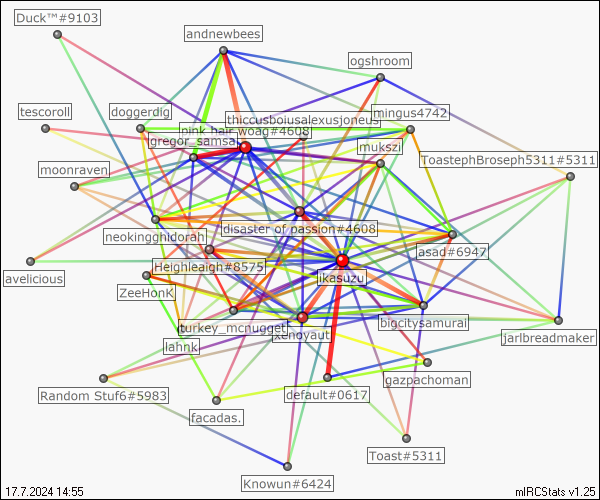 Duck™#9103
andnewbees
ogshroom
tescoroll
doggerdig
thiccusboiusalexusjoneusj
mingus4742
pink hair woag#4608
gregor_samsa
mukszi
ToastephBroseph5311#5311
moonraven
disaster of passion#4608
neokingghidorah
asad#6947
Heighleaigh#8575
avelicious
ZeeHonk
ikasuzu
turkey_mcnugget
xenoyaut
bigcitysamurai
jarlbreadmaker
lahnk
gazpachoman
Random Stuf6#5983
default#0617
facadas.
Toast#5311
Knowun#6424
17.7.2024 14:55
mIRCStats v1.25